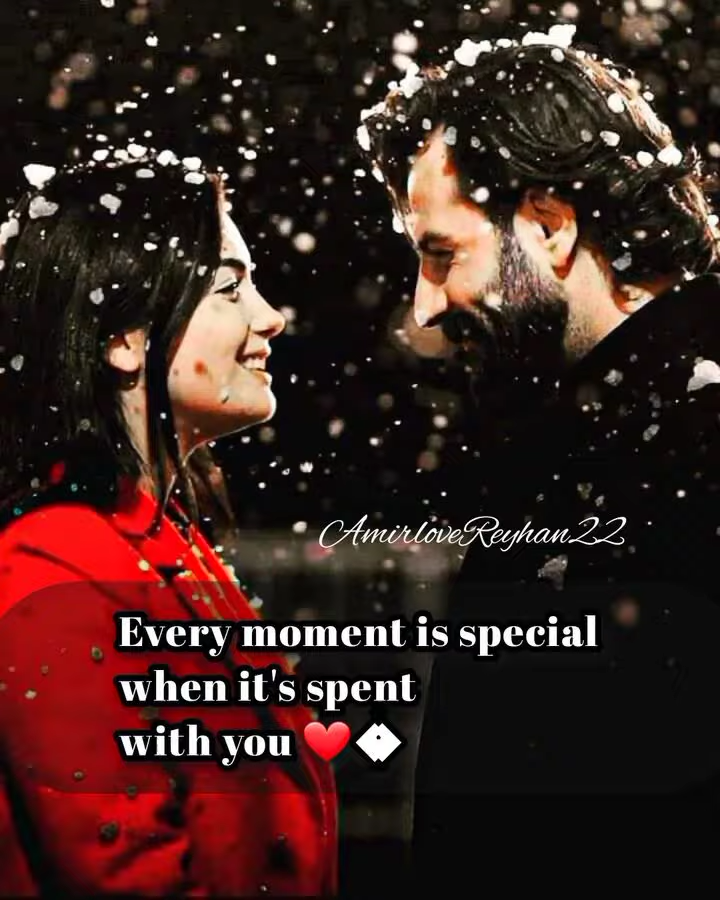 AmirloveReyhan22
Every moment is special
when it's spent
with you ❤️�